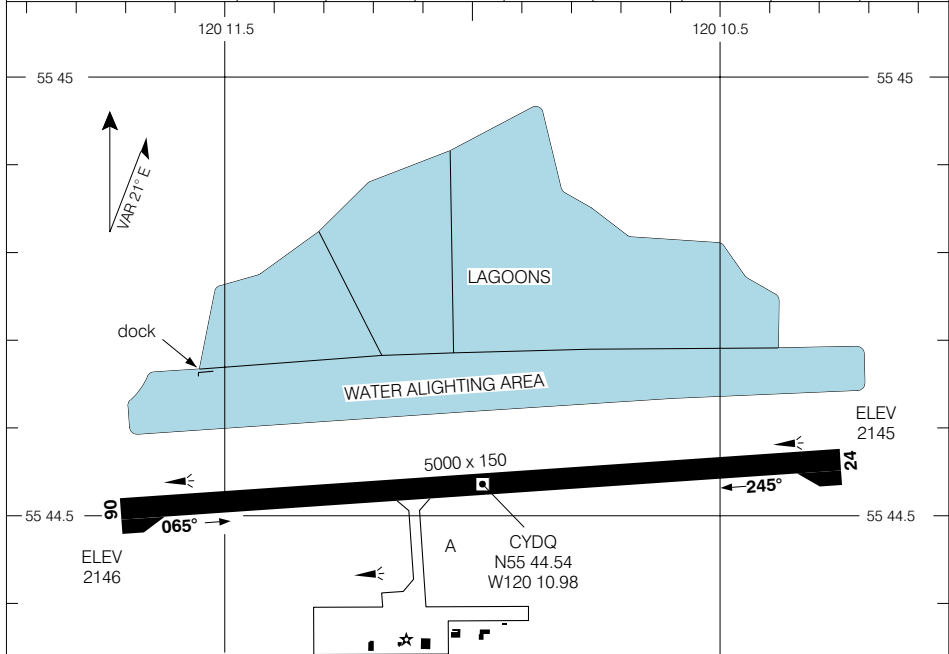 120 11.5
120 10.5
55 45
55 45
VAR 21° E
LAGOONS
dock
WATER ALIGHTING AREA
ELEV
2145
5000 x 150
24
06
065°
245°
55 44.5
55 44.5
ELEV
2146
A
CYDQ
N55 44.54
W120 10.98